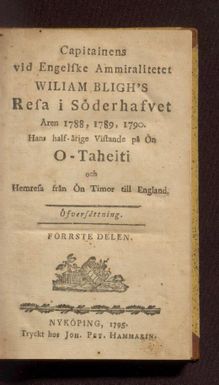 Capitainens
vid Engelske Ammiralitetet
WILIAM BLIGH'S
Resa i Söderhafvet
Åren 1788, 1789, 1790.
Hans half-årige Vistande på Ön
O-Taheiti
och
Hemresa från Ön Timor till England.
Öfversättning.
FÖRRSTE DELEN.
NYKÖPING, 1795.
Tryckt hos JOH. PET. HAMMARIN.